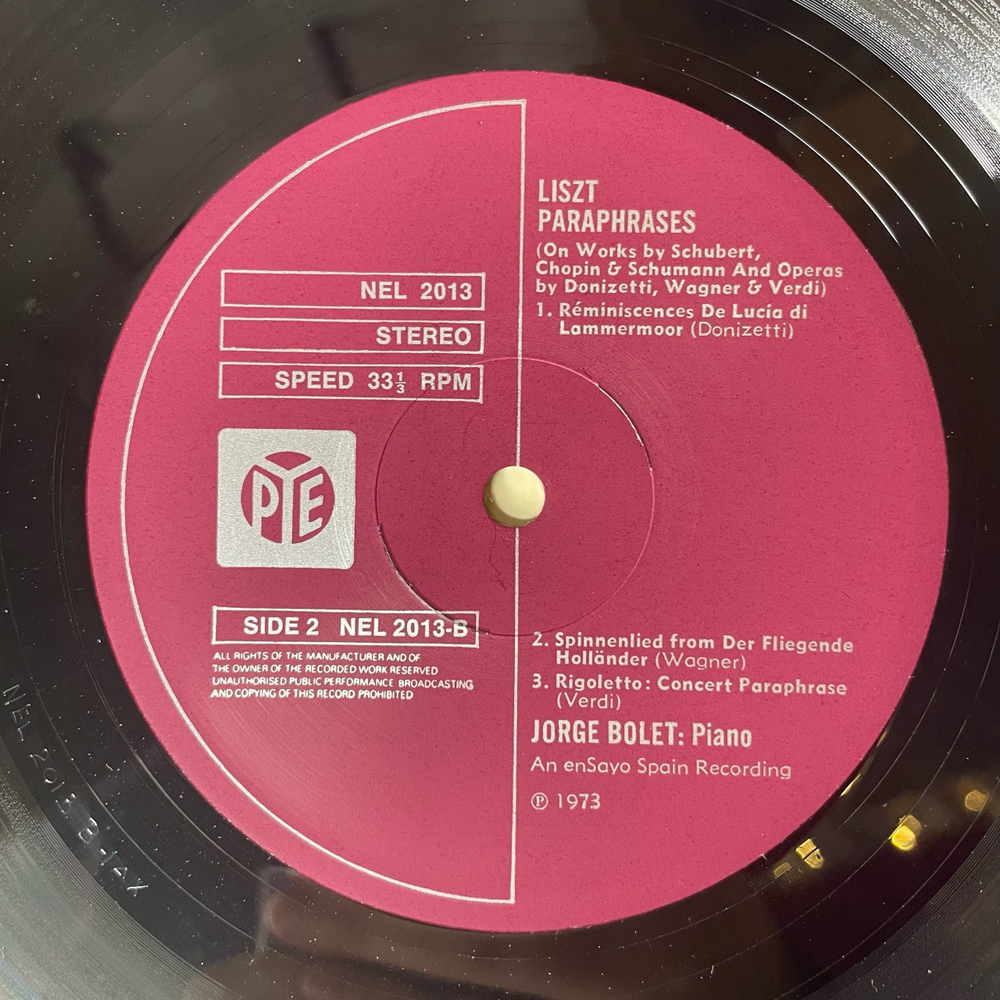 NEL 2013
STEREO
SPEED 33⅓ RPM
PYE
SIDE 2 NEL 2013-B
ALL RIGHTS OF THE MANUFACTURER AND OF
THE OWNER OF THE RECORDED WORK RESERVED
UNAUTHORISED PUBLIC PERFORMANCE BROADCASTING
AND COPYING OF THIS RECORD PROHIBITED
LISZT
PARAPHRASES
(On Works by Schubert,
Chopin & Schumann And Operas
by Donizetti, Wagner & Verdi)
1. Réminiscences De Lucia di
Lammermoor (Donizetti)
2. Spinnenlied from Der Fliegende
Holländer (Wagner)
3. Rigoletto: Concert Paraphrase
(Verdi)
JORGE BOLET: Piano
An enSayo Spain Recording
℗ 1973
NEL 2013 B-1AX